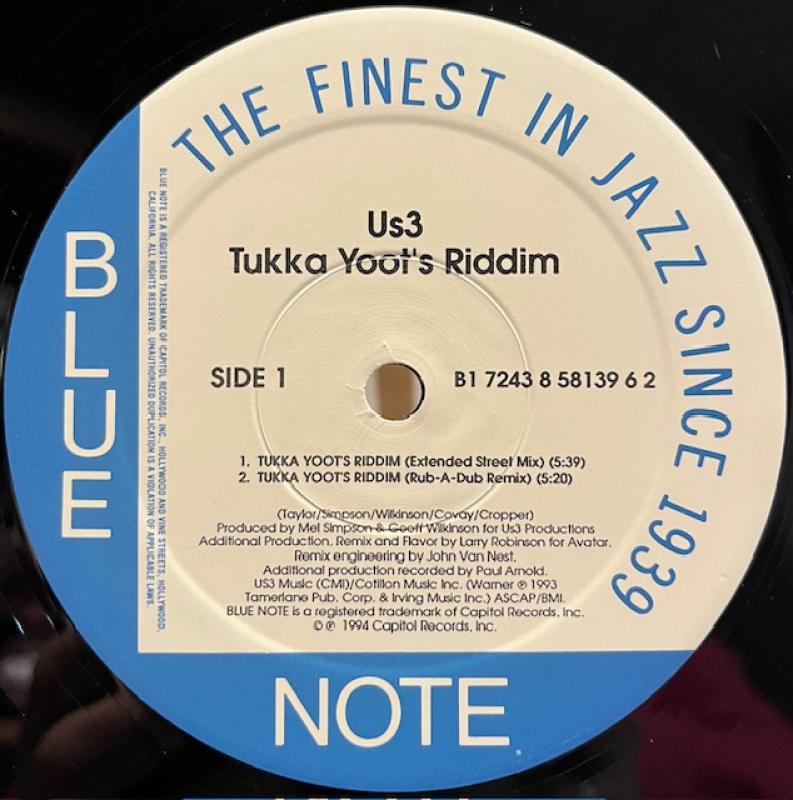 THE FINEST IN JAZZ SINCE 1939
BLUE
BLUE NOTE IS A REGISTERED TRADEMARK OF CAPITOL RECORDS, INC., HOLLYWOOD AND VINE STREETS, HOLLYWOOD,
CALIFORNIA. ALL RIGHTS RESERVED. UNAUTHORIZED DUPLICATION IS A VIOLATION OF APPLICABLE LAWS.
Us3
Tukka Yoot's Riddim
SIDE 1
B1 7243 8 58139 6 2
1. TUKKA YOOT'S RIDDIM (Extended Street Mix) (5:39)
2. TUKKA YOOT'S RIDDIM (Rub-A-Dub Remix) (5:20)
(Taylor/Simpson/Wilkinson/Covay/Cropper)
Produced by Mel Simpson & Geoff Wilkinson for Us3 Productions
Additional Production, Remix and Flavor by Larry Robinson for Avatar.
Remix engineering by John Van Nest.
Additional production recorded by Paul Arnold.
US3 Music (CMI)/Cotillon Music Inc. (Warner ℗ 1993
Tamerlane Pub. Corp. & Irving Music Inc.) ASCAP/BMI.
BLUE NOTE is a registered trademark of Capitol Records, Inc.
© ℗ 1994 Capitol Records, Inc.
NOTE®